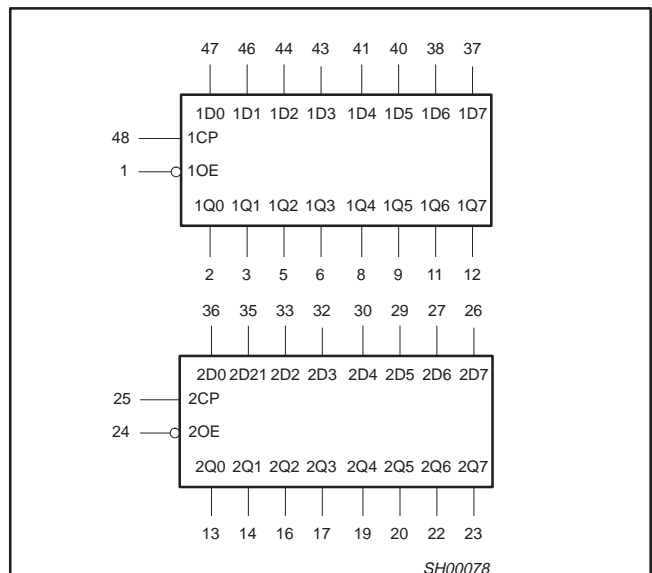 47 46 44 43 41 40 38 37
1D0 1D1 1D2 1D3 1D4 1D5 1D6 1D7
48 1CP
1 1OE
1Q0 1Q1 1Q2 1Q3 1Q4 1Q5 1Q6 1Q7
2 3 5 6 8 9 11 12
36 35 33 32 30 29 27 26
2D0 2D21 2D2 2D3 2D4 2D5 2D6 2D7
25 2CP
24 2OE
2Q0 2Q1 2Q2 2Q3 2Q4 2Q5 2Q6 2Q7
13 14 16 17 19 20 22 23
SH00078